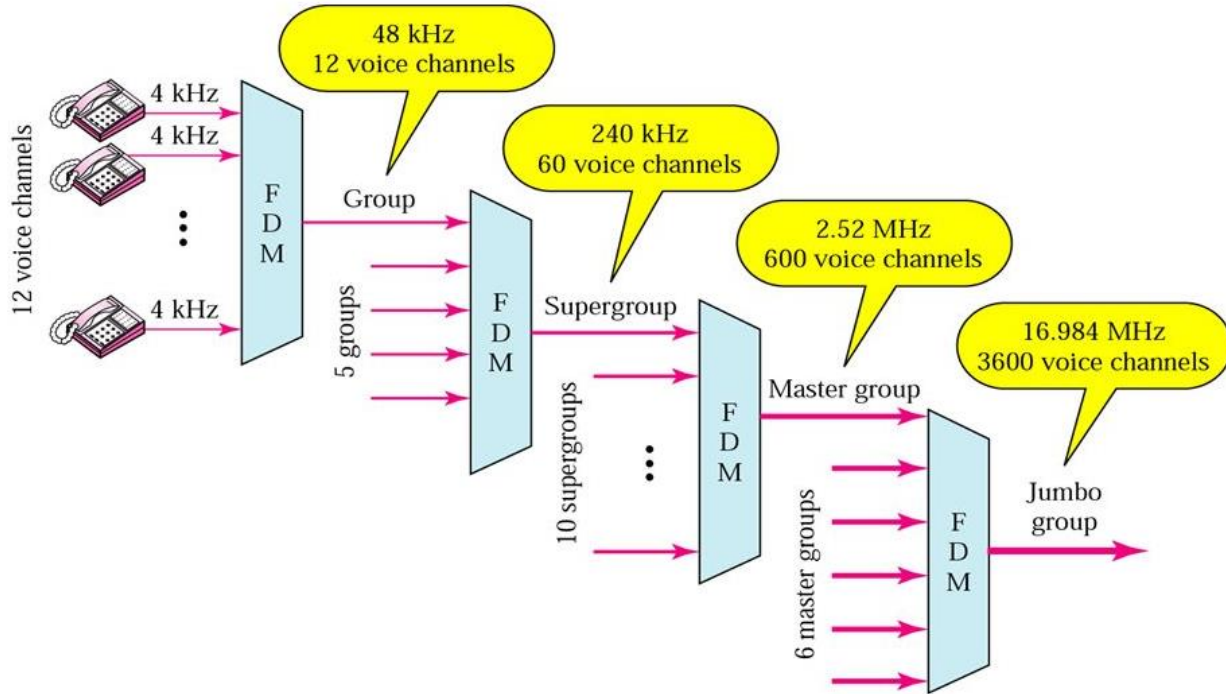 48 kHz
12 voice channels
4 kHz
4 kHz
4 kHz
12 voice channels
F
D
M
Group
240 kHz
60 voice channels
5 groups
F
D
M
Supergroup
2.52 MHz
600 voice channels
10 supergroups
F
D
M
Master group
16.984 MHz
3600 voice channels
6 master groups
F
D
M
Jumbo
group